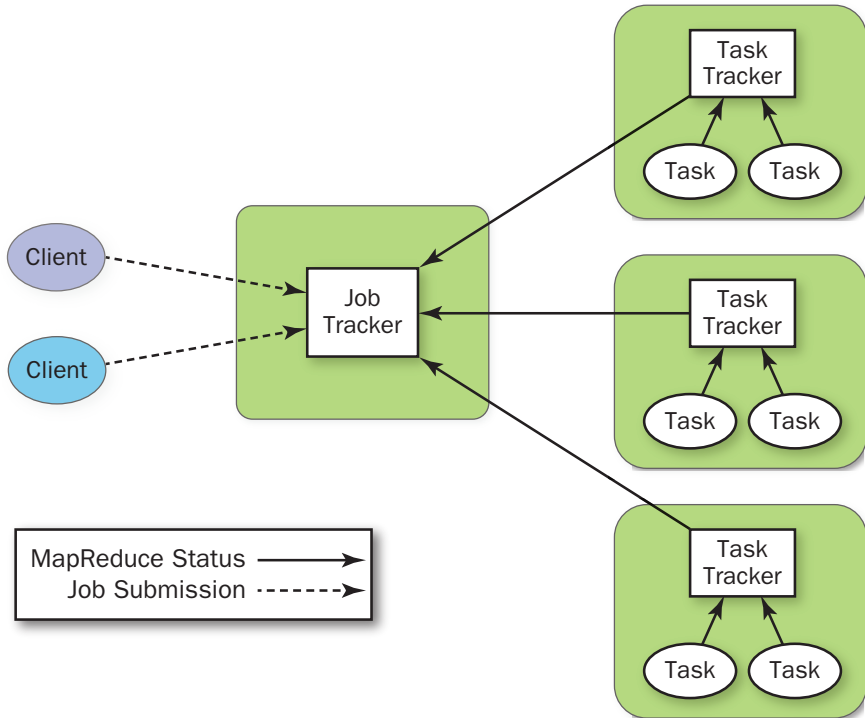 Client
Client
Job
Tracker
Task
Tracker
Task
Task
Task
Tracker
Task
Task
Task
Tracker
Task
Task
MapReduce Status
Job Submission